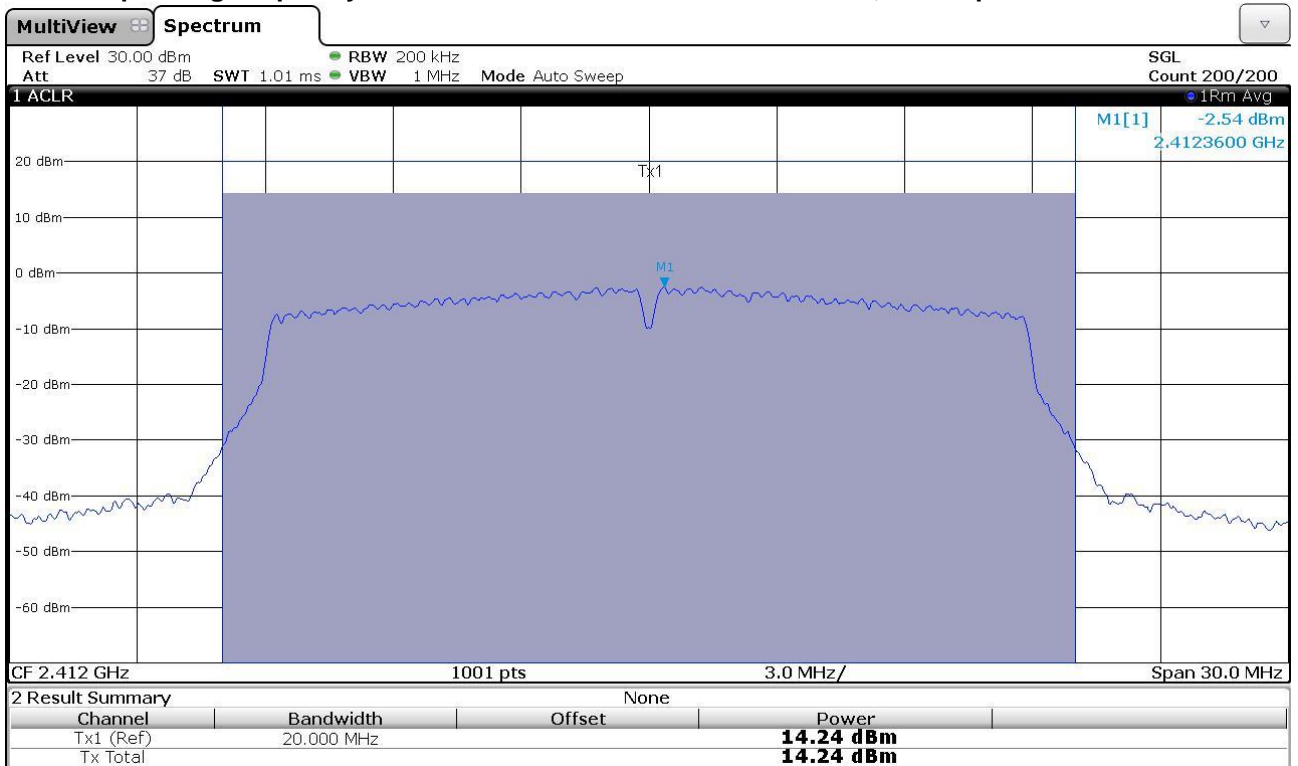 MultiView Spectrum
Ref Level 30.00 dBm RBW 200 kHz SGL
Att 37 dB SWT 1.01 ms VBW 1 MHz Mode Auto Sweep Count 200/200
1 ACLR 1Rm Avg
M1[1] -2.54 dBm
2.4123600 GHz
20 dBm
Tx1
10 dBm
M1
0 dBm
-10 dBm
-20 dBm
-30 dBm
-40 dBm
-50 dBm
-60 dBm
CF 2.412 GHz 1001 pts 3.0 MHz/ Span 30.0 MHz
2 Result Summary None
Channel Bandwidth Offset Power
Tx1 (Ref) 20.000 MHz 14.24 dBm
Tx Total 14.24 dBm